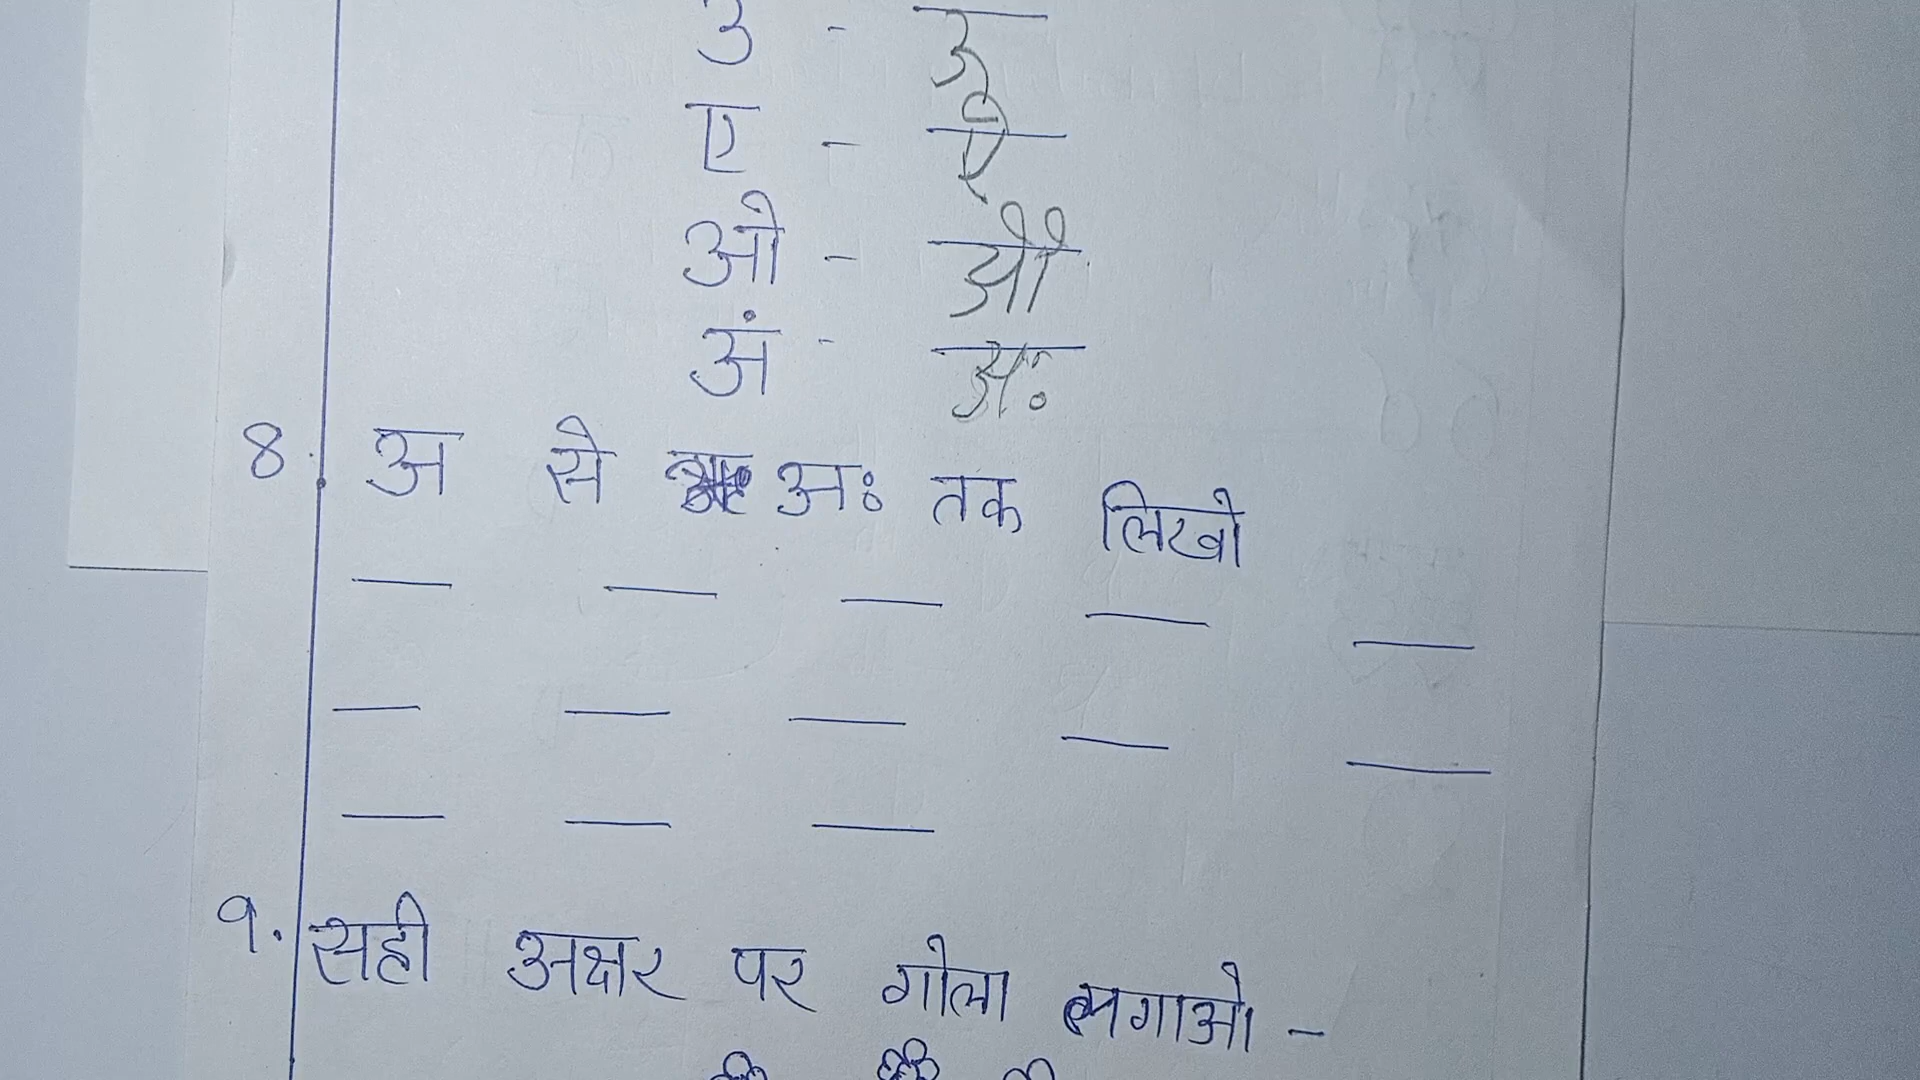 उ - ऊ
ए - ऐ
ओ - औ
अं - अः
8. अ से अः तक लिखो
9. सही अक्षर पर गोला लगाओ -